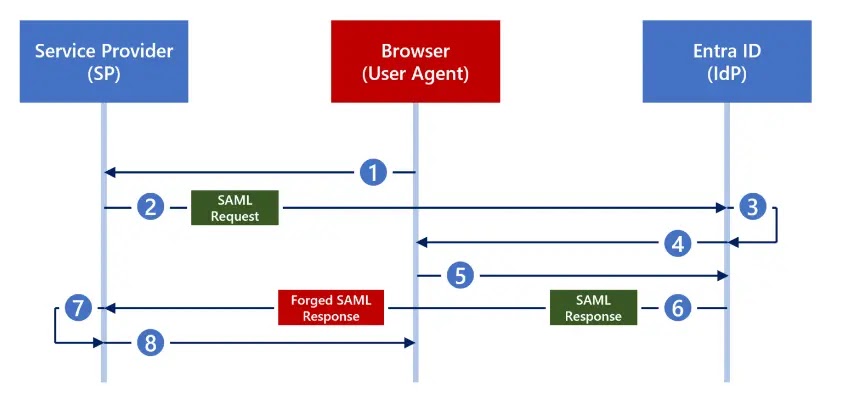 Service Provider
(SP)
Browser
(User Agent)
Entra ID
(IdP)
1
2
SAML
Request
3
4
5
7
Forged SAML
Response
SAML
Response
6
8